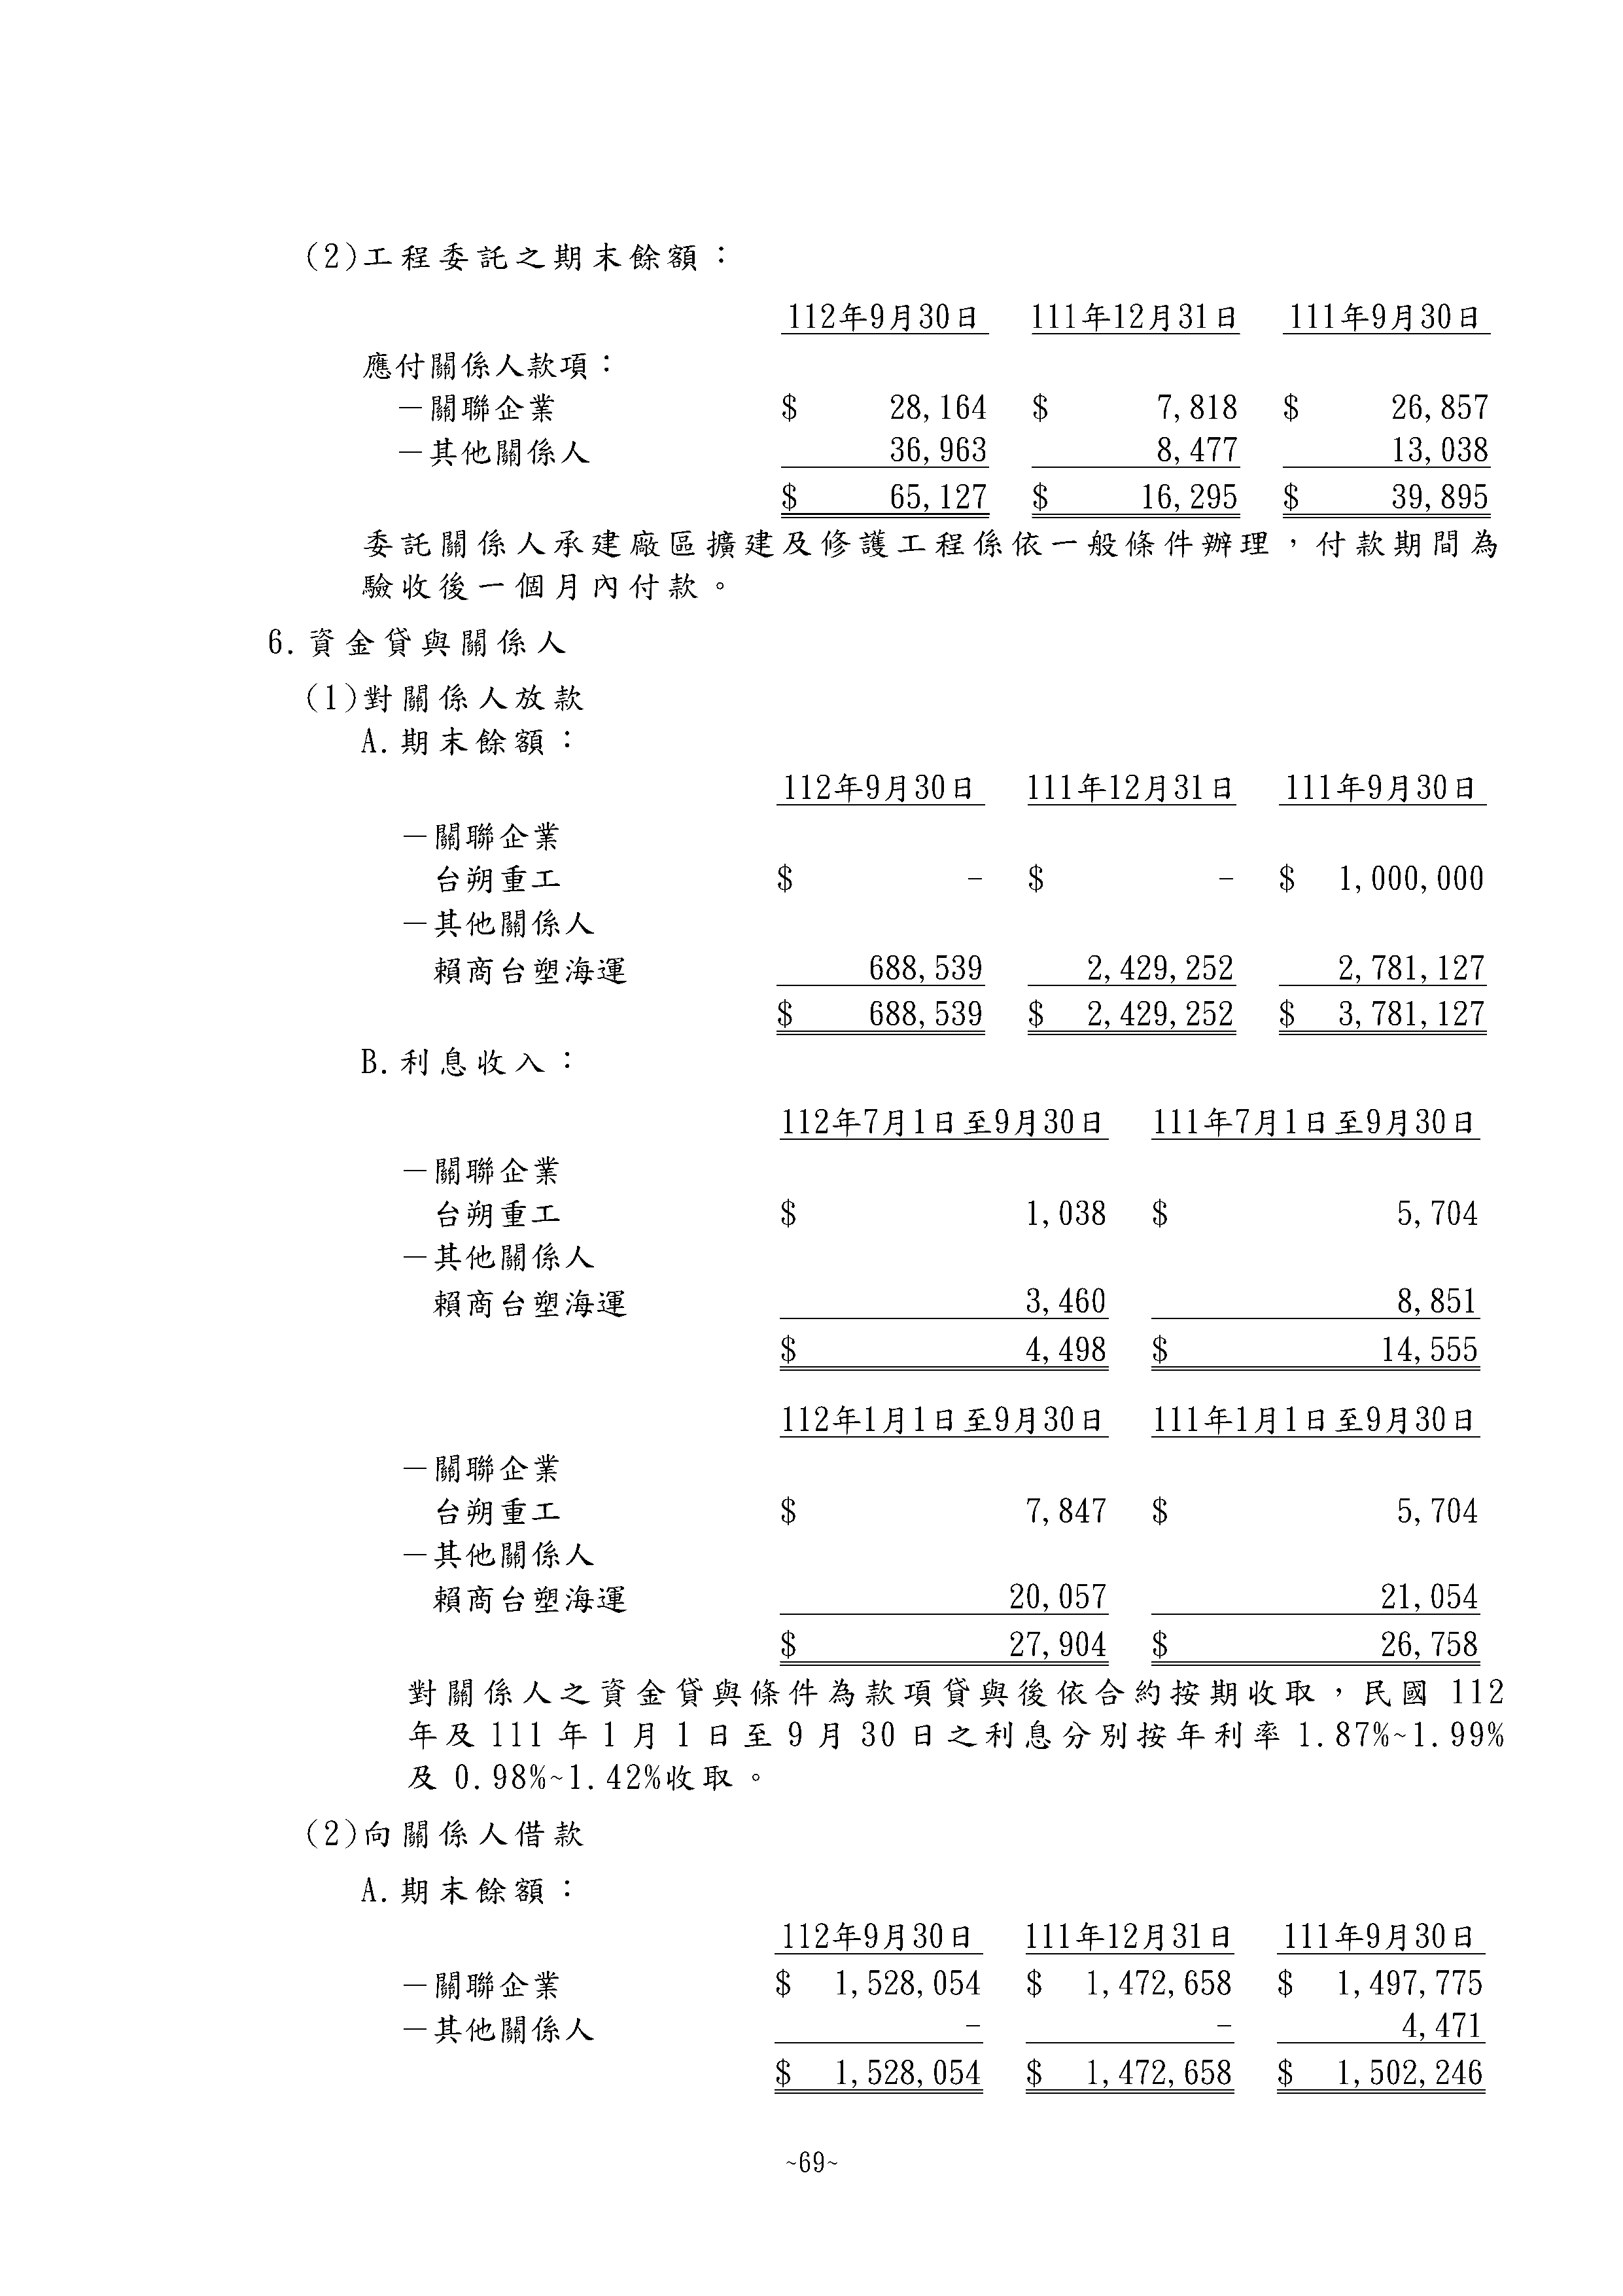 (2)工程委託之期末餘額：
112年9月30日 111年12月31日 111年9月30日
應付關係人款項：
－關聯企業 $ 28,164 $ 7,818 $ 26,857
－其他關係人 36,963 8,477 13,038
$ 65,127 $ 16,295 $ 39,895
委託關係人承建廠區擴建及修護工程係依一般條件辦理，付款期間為
驗收後一個月內付款。
6.資金貸與關係人
(1)對關係人放款
A.期末餘額：
112年9月30日 111年12月31日 111年9月30日
－關聯企業
台朔重工 $ - $ - $ 1,000,000
－其他關係人
賴商台塑海運 688,539 2,429,252 2,781,127
$ 688,539 $ 2,429,252 $ 3,781,127
B.利息收入：
112年7月1日至9月30日 111年7月1日至9月30日
－關聯企業
台朔重工 $ 1,038 $ 5,704
－其他關係人
賴商台塑海運 3,460 8,851
$ 4,498 $ 14,555
112年1月1日至9月30日 111年1月1日至9月30日
－關聯企業
台朔重工 $ 7,847 $ 5,704
－其他關係人
賴商台塑海運 20,057 21,054
$ 27,904 $ 26,758
對關係人之資金貸與條件為款項貸與後依合約按期收取，民國 112
年及 111 年 1 月 1 日至 9 月 30 日之利息分別按年利率 1.87%~1.99%
及 0.98%~1.42%收取。
(2)向關係人借款
A.期末餘額：
112年9月30日 111年12月31日 111年9月30日
－關聯企業 $ 1,528,054 $ 1,472,658 $ 1,497,775
－其他關係人 - - 4,471
$ 1,528,054 $ 1,472,658 $ 1,502,246
~69~